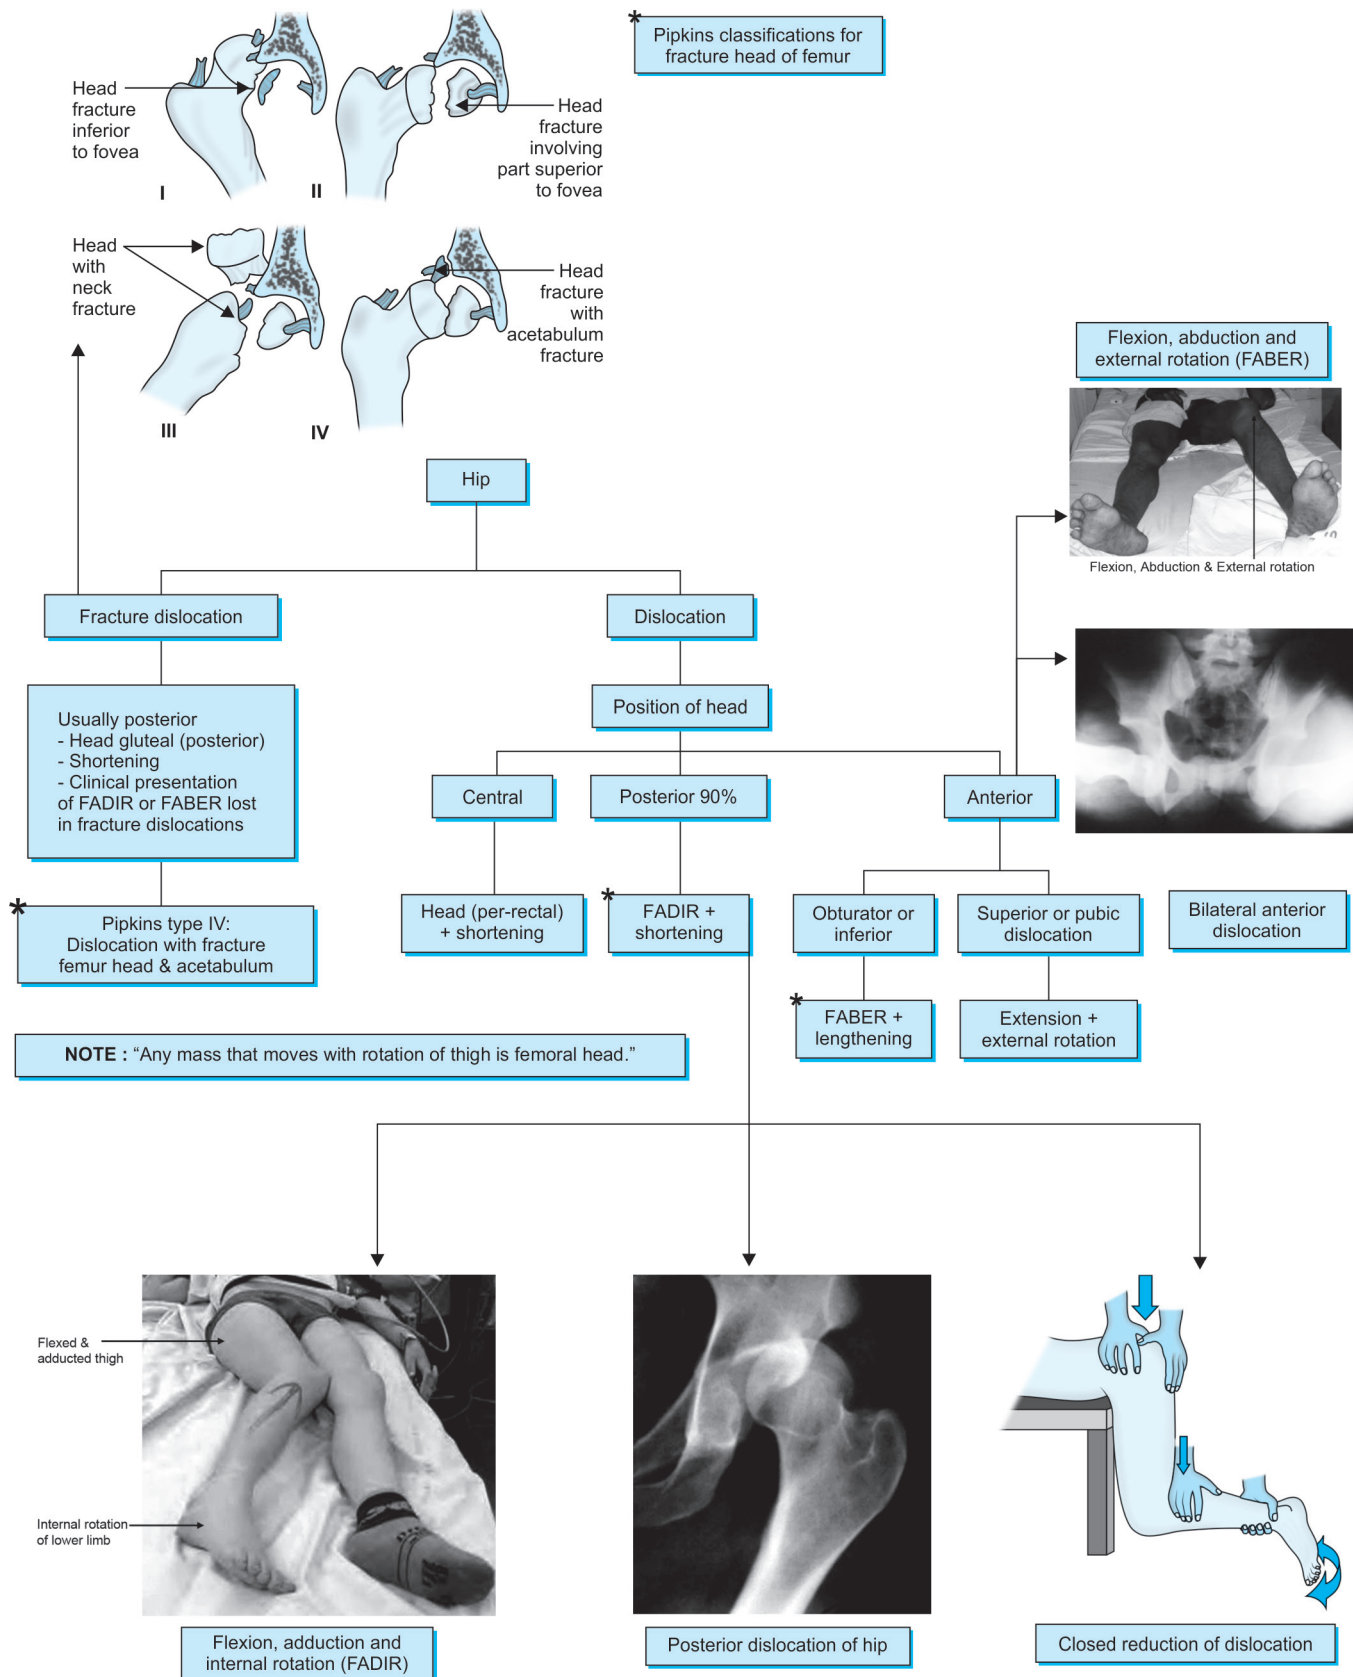 *
Pipkins classifications for
fracture head of femur
Head
fracture
inferior
to fovea
I
II
Head
fracture
involving
part superior
to fovea
Head
with
neck
fracture
III
IV
Head
fracture
with
acetabulum
fracture
Flexion, abduction and
external rotation (FABER)
Flexion, Abduction & External rotation
Hip
Fracture dislocation
Dislocation
Usually posterior
- Head gluteal (posterior)
- Shortening
- Clinical presentation
of FADIR or FABER lost
in fracture dislocations
Position of head
Central
Posterior 90%
Anterior
*
Pipkins type IV:
Dislocation with fracture
femur head & acetabulum
Head (per-rectal)
+ shortening
*
FADIR +
shortening
Obturator or
inferior
Superior or pubic
dislocation
Bilateral anterior
dislocation
*
FABER +
lengthening
Extension +
external rotation
NOTE : “Any mass that moves with rotation of thigh is femoral head.”
Flexed &
adducted thigh
Internal rotation
of lower limb
Flexion, adduction and
internal rotation (FADIR)
Posterior dislocation of hip
Closed reduction of dislocation